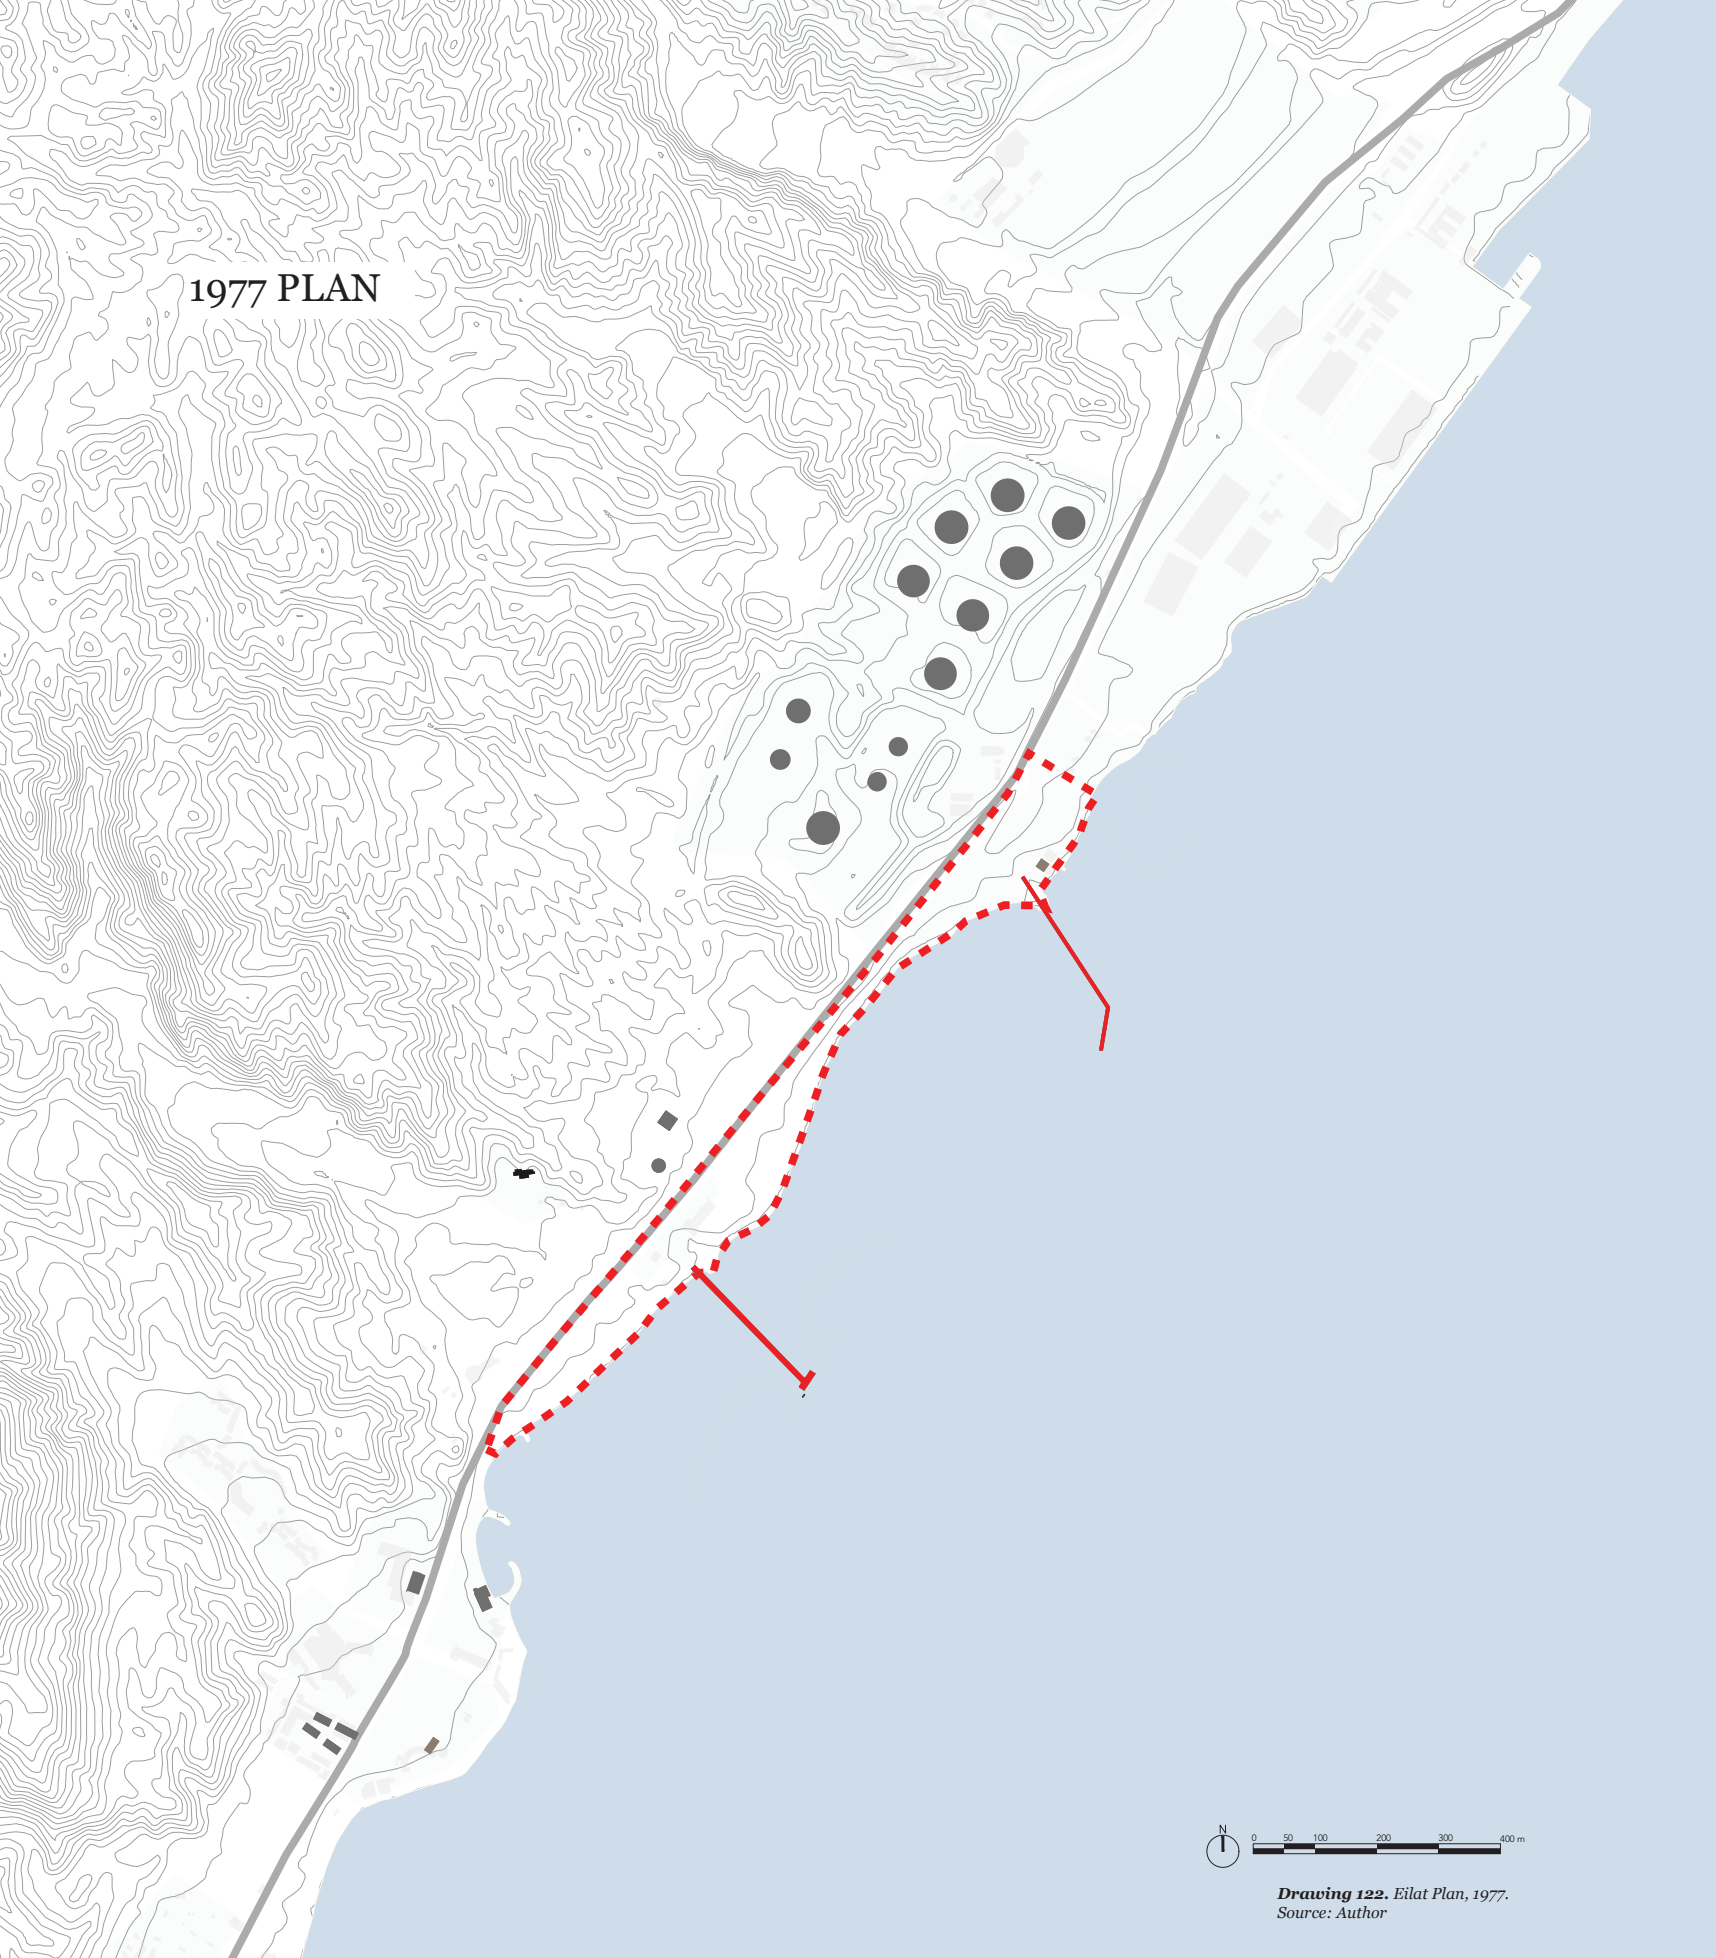 1977 PLAN
N
0 50 100 200 300 400 m
Drawing 122. Eilat Plan, 1977.
Source: Author